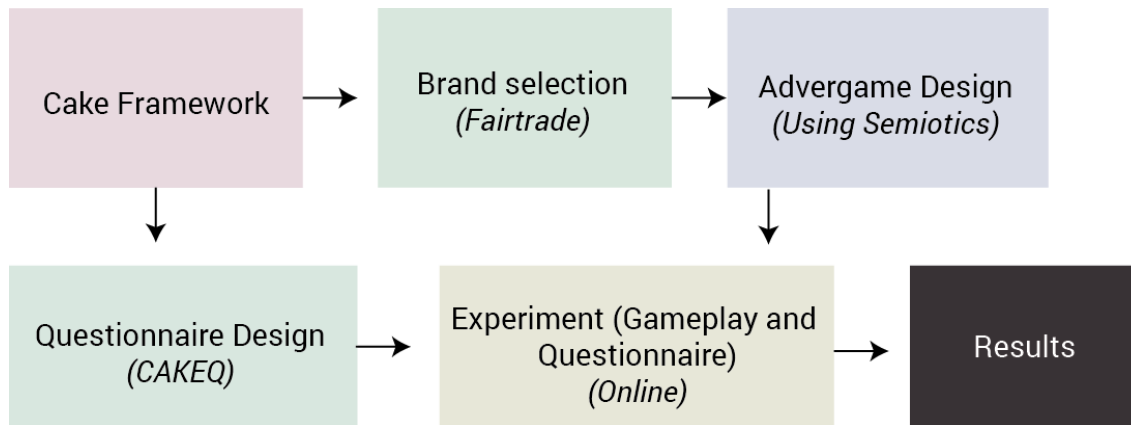 Cake Framework
Brand selection
(Fairtrade)
Advergame Design
(Using Semiotics)
Questionnaire Design
(CAKEQ)
Experiment (Gameplay and
Questionnaire)
(Online)
Results